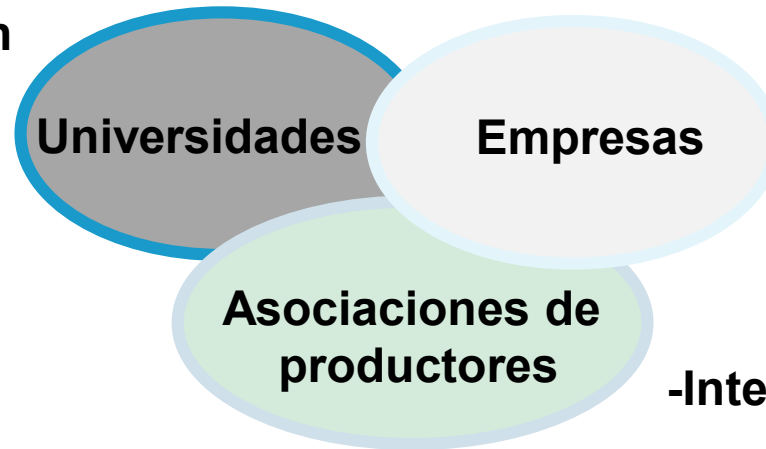 n
Universidades
Empresas
Asociaciones de
productores
-Inte